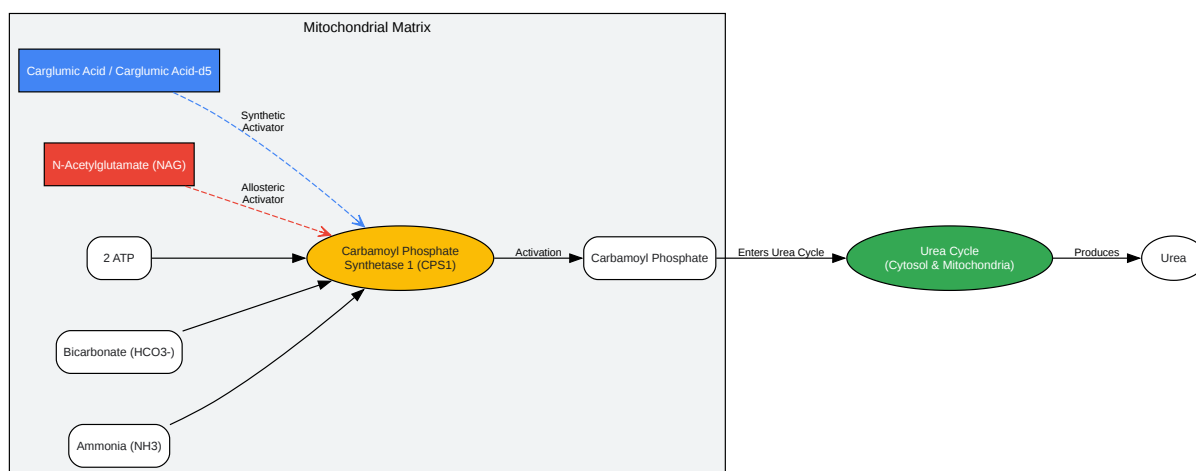 Mitochondrial Matrix
Carglumic Acid / Carglumic Acid-d5
Synthetic
Activator
N-Acetylglutamate (NAG)
Allosteric
Activator
2 ATP
Carbamoyl Phosphate
Synthetase 1 (CPS1)
Activation
Carbamoyl Phosphate
Enters Urea Cycle
Urea Cycle
(Cytosol & Mitochondria)
Produces
Urea
Bicarbonate (HCO3-)
Ammonia (NH3)